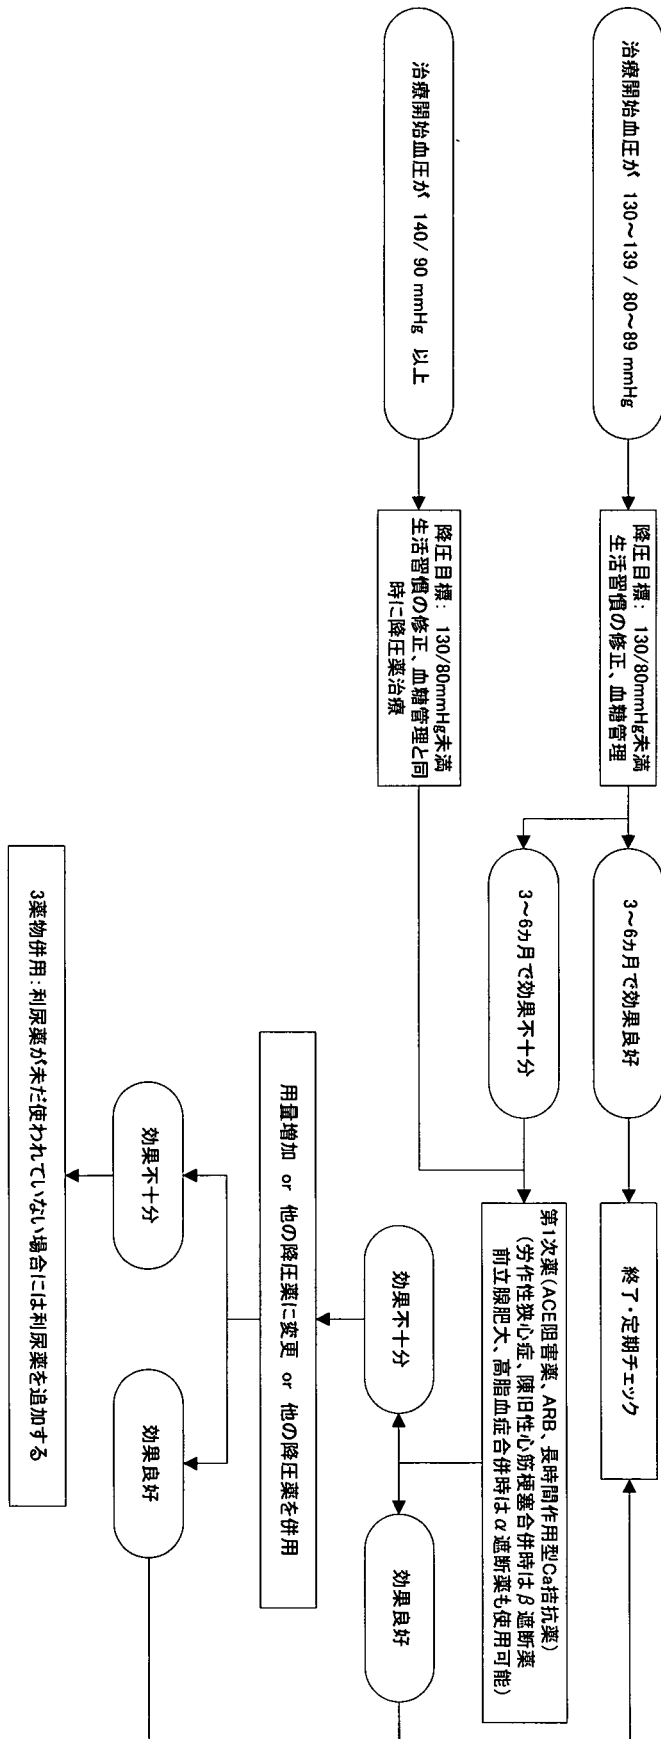 治療開始血圧が 130～139 / 80～89 mmHg
降圧目標： 130/80mmHg未満
生活習慣の修正、血糖管理
3～6ヵ月で効果良好
終了・定期チェック
治療開始血圧が 140/ 90 mmHg 以上
降圧目標： 130/80mmHg未満
生活習慣の修正、血糖管理と同
時に降圧薬治療
3～6ヵ月で効果不十分
第1次薬(ACE阻害薬、ARB、長時間作用型Ca拮抗薬)
(労作性狭心症、陳旧性心筋梗塞合併時はβ遮断薬
前立腺肥大、高脂血症合併時はα遮断薬も使用可能)
効果不十分
効果良好
用量増加 or 他の降圧薬に変更 or 他の降圧薬を併用
効果不十分
効果良好
3薬物併用：利尿薬が未だ使われていない場合には利尿薬を追加する